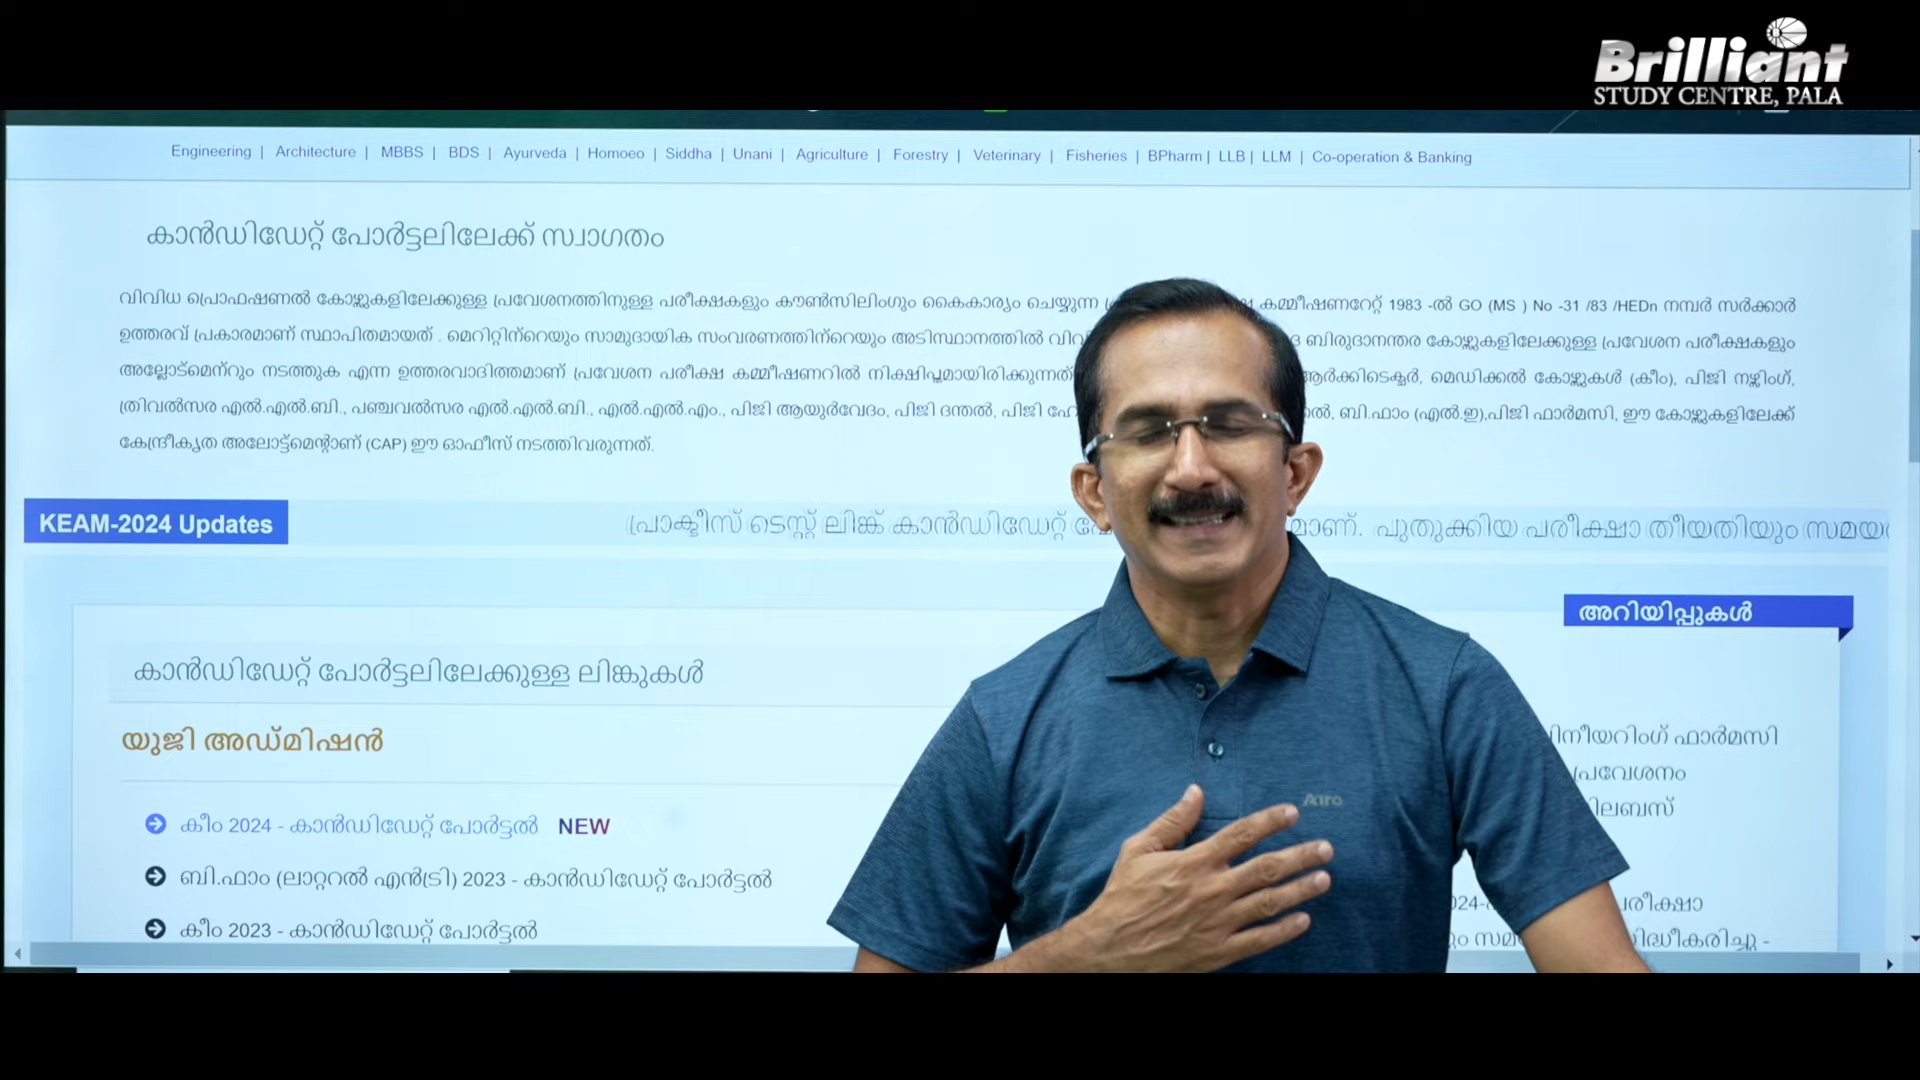 Brilliant
STUDY CENTRE, PALA
Engineering | Architecture | MBBS | BDS | Ayurveda | Homoeo | Siddha | Unani | Agriculture | Forestry | Veterinary | Fisheries | BPharm | LLB | LLM | Co-operation & Banking
കാൻഡിഡേറ്റ് പോർട്ടലിലേക്ക് സ്വാഗതം
വിവിധ പ്രൊഫഷണൽ കോഴ്സുകളിലേക്കുള്ള പ്രവേശനത്തിനുള്ള പരീക്ഷകളും കൗൺസിലിംഗും കൈകാര്യം ചെയ്യുന്ന കമ്മീഷണറേറ്റ് 1983 -ൽ GO (MS ) No -31 /83 /HEDn നമ്പർ സർക്കാർ
ഉത്തരവ് പ്രകാരമാണ് സ്ഥാപിതമായത് . മെറിറ്റിന്റെയും സാമുദായിക സംവരണത്തിന്റെയും അടിസ്ഥാനത്തിൽ ബിരുദാനന്തര കോഴ്സുകളിലേക്കുള്ള പ്രവേശന പരീക്ഷകളും
അല്ലോട്മെന്റും നടത്തുക എന്ന ഉത്തരവാദിത്തമാണ് പ്രവേശന പരീക്ഷ കമ്മീഷണറിൽ നിക്ഷിപ്തമായിരിക്കുന്നത് ആർക്കിടെക്ചർ, മെഡിക്കൽ കോഴ്സുകൾ (കീം), പിജി നഴ്സിംഗ്,
ത്രിവൽസര എൽ.എൽ.ബി., പഞ്ചവൽസര എൽ.എൽ.ബി., എൽ.എൽ.എം., പിജി ആയുർവേദം, പിജി ദന്തൽ, പിജി ബി.ഫാം (എൽ.ഇ),പിജി ഫാർമസി, ഈ കോഴ്സുകളിലേക്ക്
കേന്ദ്രീകൃത അലോട്ട്മെന്റാണ് (CAP) ഈ ഓഫീസ് നടത്തിവരുന്നത്.
KEAM-2024 Updates
പ്രാക്ടീസ് ടെസ്റ്റ് ലിങ്ക് കാൻഡിഡേറ്റ് പുതുക്കിയ പരീക്ഷാ തീയതിയും
അറിയിപ്പുകൾ
കാൻഡിഡേറ്റ് പോർട്ടലിലേക്കുള്ള ലിങ്കുകൾ
യുജി അഡ്മിഷൻ
ഫാർമസി
പ്രവേശനം
കീം 2024 - കാൻഡിഡേറ്റ് പോർട്ടൽ NEW
ബി.ഫാം (ലാറ്ററൽ എൻട്രി) 2023 - കാൻഡിഡേറ്റ് പോർട്ടൽ
കീം 2023 - കാൻഡിഡേറ്റ് പോർട്ടൽ